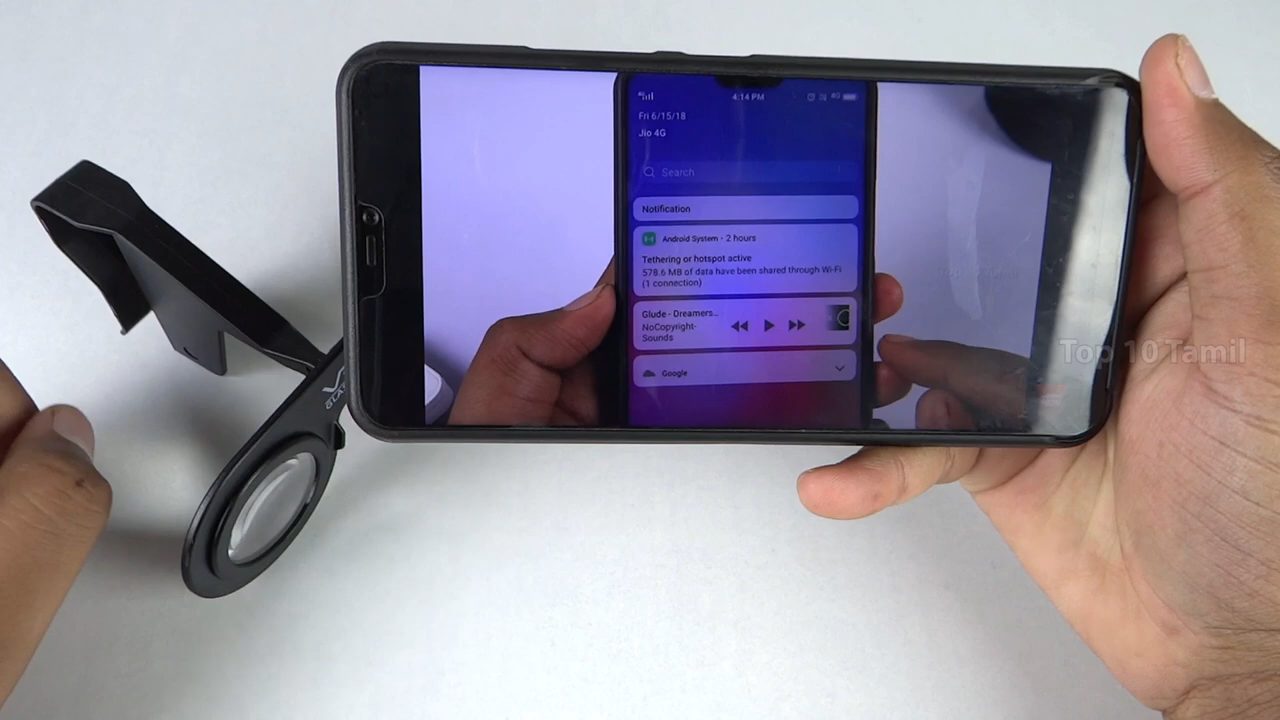 4G
4:14 PM
4G
Fri 6/15/18
Jio 4G
Search
Notification
Android System · 2 hours
Tethering or hotspot active
578.6 MB of data have been shared through Wi-Fi
(1 connection)
Glude - Dreamers..
NoCopyright-
Sounds
Google
Top 10 Tamil